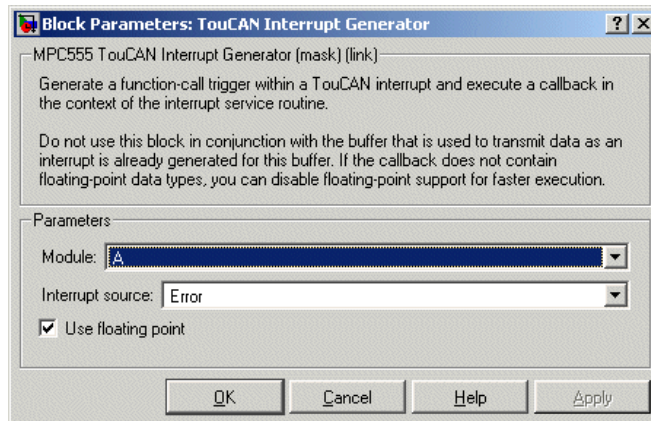 Block Parameters: TouCAN Interrupt Generator
MPC555 TouCAN Interrupt Generator (mask) (link)
Generate a function-call trigger within a TouCAN interrupt and execute a callback in
the context of the interrupt service routine.
Do not use this block in conjunction with the buffer that is used to transmit data as an
interrupt is already generated for this buffer. If the callback does not contain
floating-point data types, you can disable floating-point support for faster execution.
Parameters
Module: A
Interrupt source: Error
Use floating point
OK Cancel Help Apply